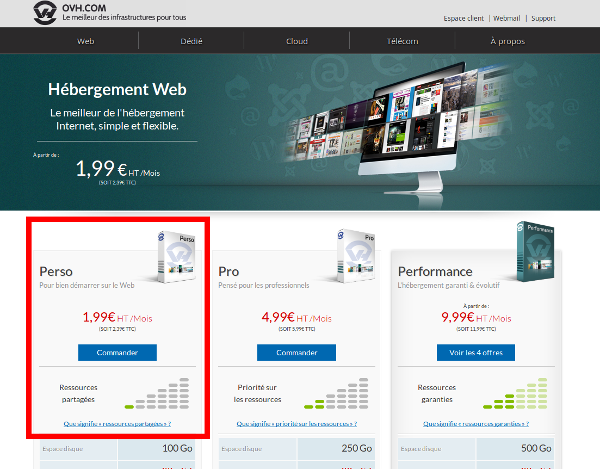 OVH.COM
Le meilleur des infrastructures pour tous
Espace client | Webmail | Support
Web
Dédié
Cloud
Télécom
À propos
Hébergement Web
Le meilleur de l'hébergement
Internet, simple et flexible.
A partir de :
1,99€ HT /Mois
(SOIT 2,39€ TTC)
Perso
Perso
Pour bien démarrer sur le Web
1,99€ HT /Mois
(SOIT 2,39€ TTC)
Commander
Ressources
partagées
Que signifie « ressources partagées » ?
Espace disque
100 Go
Pro
Pro
Pensé pour les professionnels
4,99€ HT /Mois
(SOIT 5,99€ TTC)
Commander
Priorité sur
les ressources
Que signifie « priorité sur les ressources » ?
Espace disque
250 Go
Performance
Performance
L'hébergement garanti & évolutif
A partir de :
9,99€ HT /Mois
(SOIT 11,99€ TTC)
Voir les 4 offres
Ressources
garanties
Que signifie « ressources garanties » ?
Espace disque
500 Go